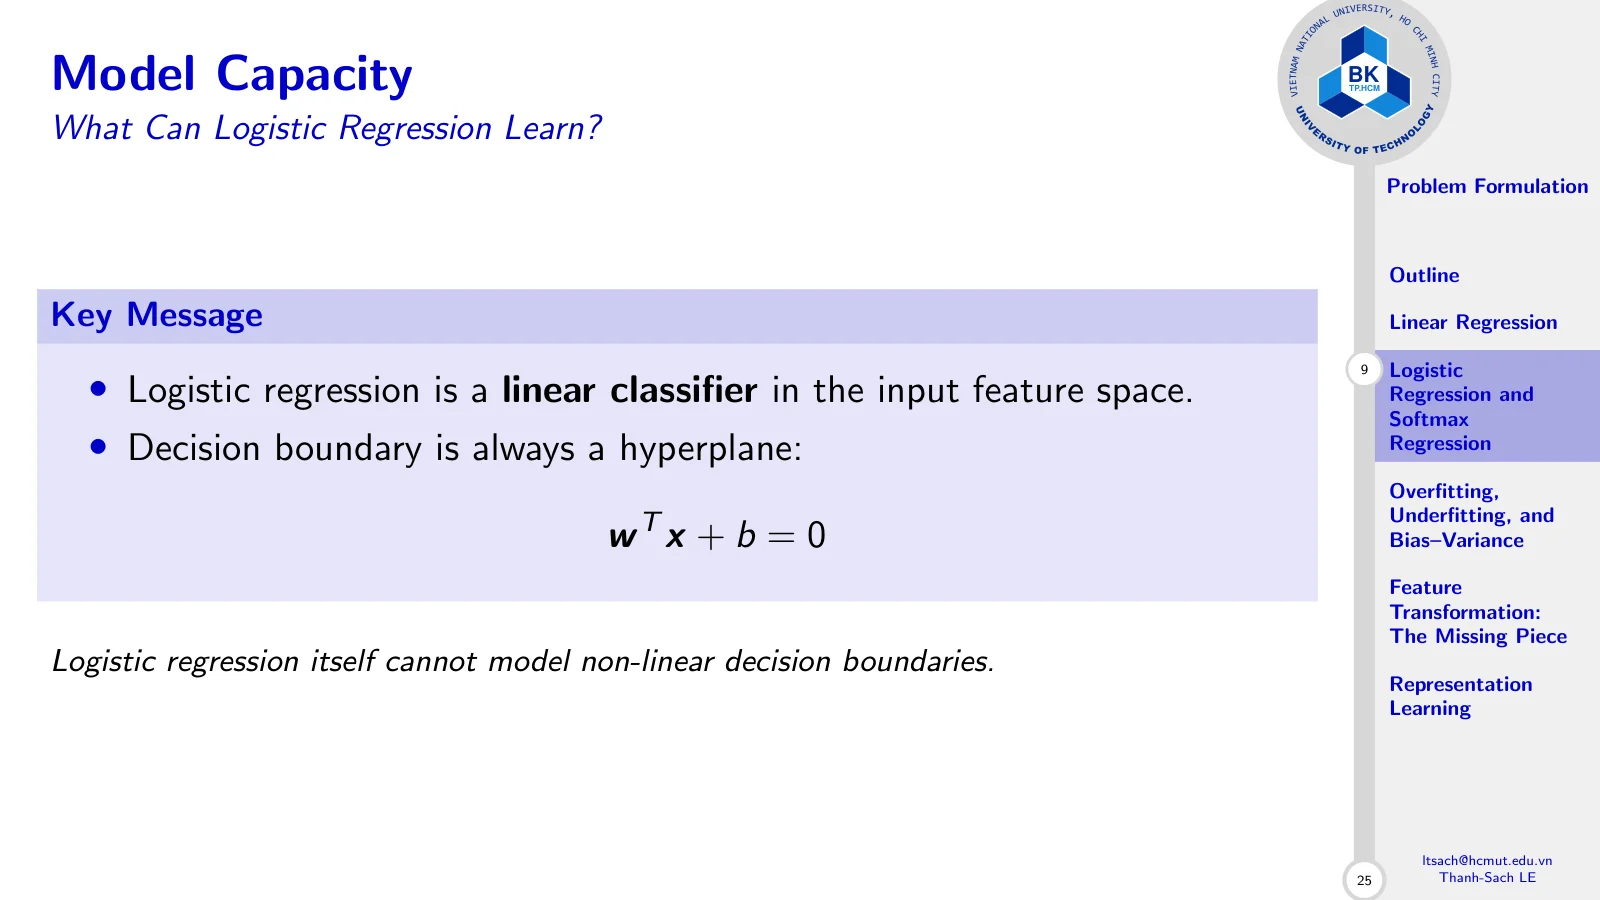 Model Capacity
What Can Logistic Regression Learn?
Key Message
• Logistic regression is a linear classifier in the input feature space.
• Decision boundary is always a hyperplane:
w^T x + b = 0
Logistic regression itself cannot model non-linear decision boundaries.
VIETNAM NATIONAL UNIVERSITY, HO CHI MINH CITY
BK
TP.HCM
UNIVERSITY OF TECHNOLOGY
Problem Formulation
Outline
Linear Regression
9
Logistic
Regression and
Softmax
Regression
Overfitting,
Underfitting, and
Bias–Variance
Feature
Transformation:
The Missing Piece
Representation
Learning
ltsach@hcmut.edu.vn
Thanh-Sach LE
25